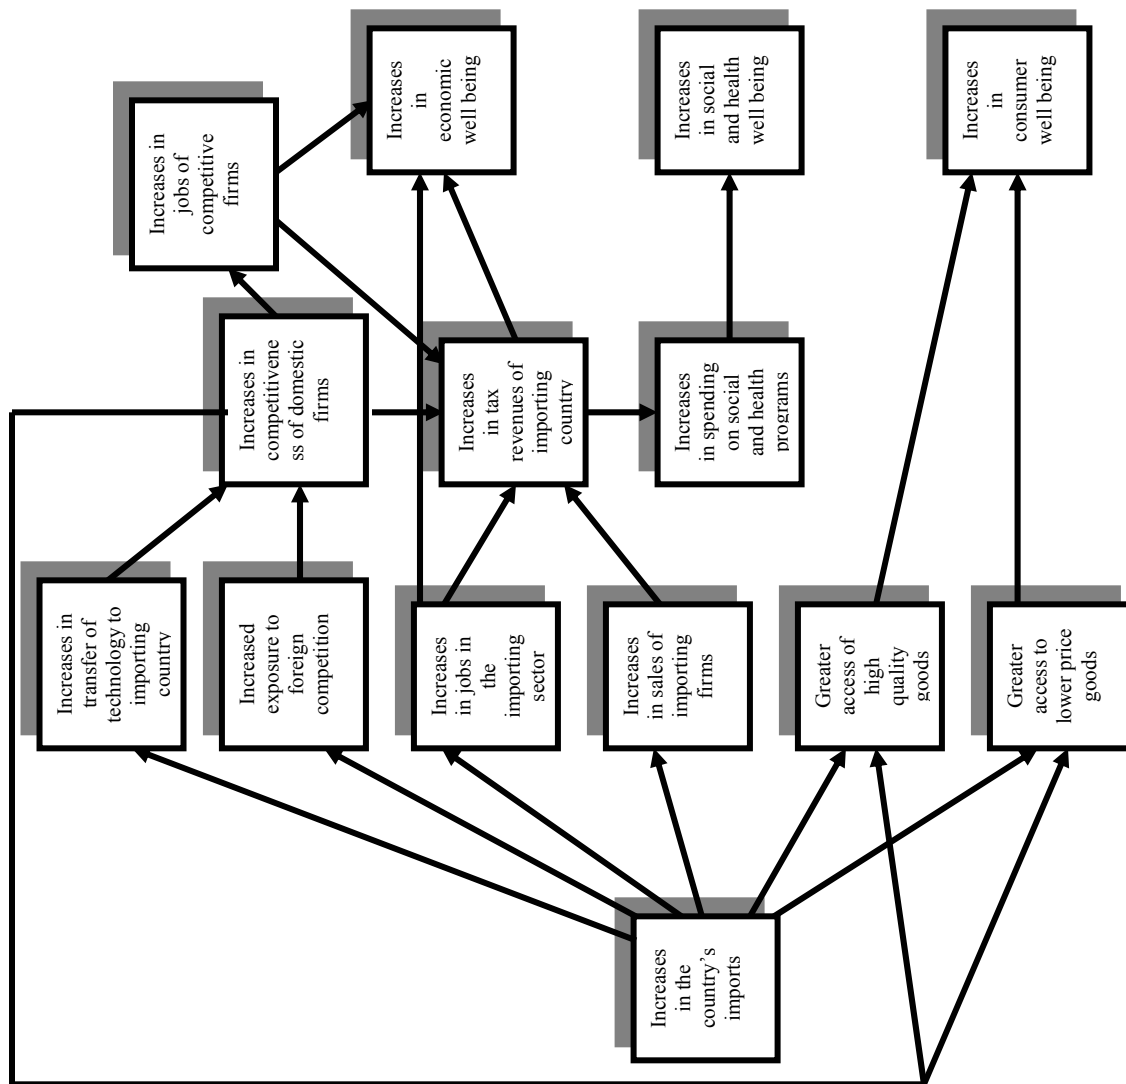 Increases in
transfer of
technology to
importing
country
Increased
exposure to
foreign
competition
Increases
in jobs in
the
importing
sector
Increases
in sales of
importing
firms
Greater
access of
high
quality
goods
Greater
access to
lower price
goods
Increases
in the
country's
imports
Increases in
competitivene
ss of domestic
firms
Increases
in tax
revenues of
importing
country
Increases
in spending
on social
and health
programs
Increases in
jobs of
competitive
firms
Increases
in
economic
well being
Increases
in social
and health
well being
Increases
in
consumer
well being